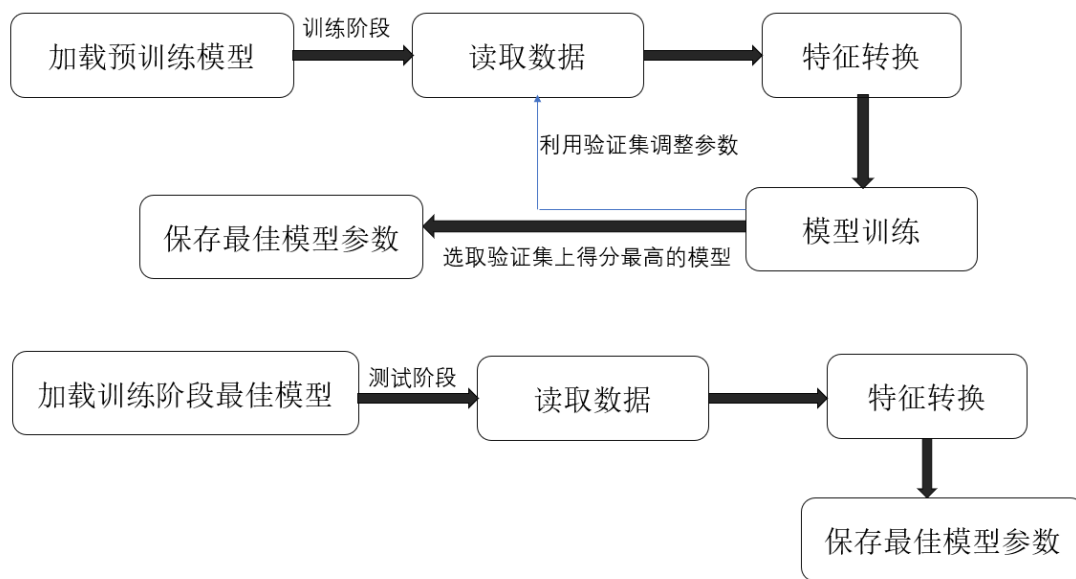 加载预训练模型
训练阶段
读取数据
特征转换
利用验证集调整参数
模型训练
保存最佳模型参数
选取验证集上得分最高的模型
加载训练阶段最佳模型
测试阶段
读取数据
特征转换
保存最佳模型参数